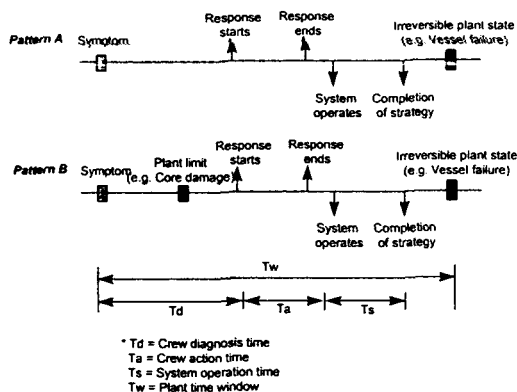 Response starts
Response ends
Irreversible plant state
(e.g. Vessel failure)
Pattern A
Symptom
System operates
Completion of strategy
Response starts
Response ends
Irreversible plant state
(e.g. Vessel failure)
Pattern B
Symptom
Plant limit
(e.g. Core damage)
System operates
Completion of strategy
Tw
Td
Ta
Ts
* Td = Crew diagnosis time
Ta = Crew action time
Ts = System operation time
Tw = Plant time window